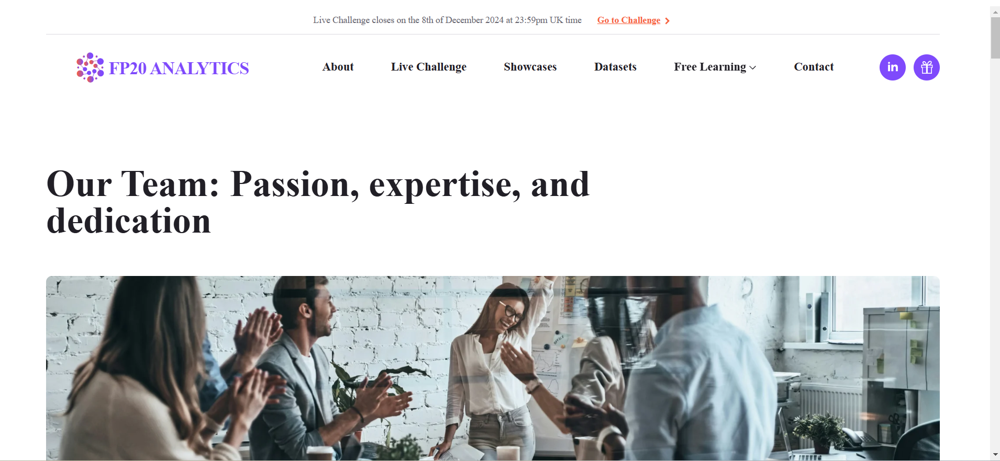 Live Challenge closes on the 8th of December 2024 at 23:59pm UK time Go to Challenge
FP20 ANALYTICS About Live Challenge Showcases Datasets Free Learning Contact in
Our Team: Passion, expertise, and
dedication
OFFICE